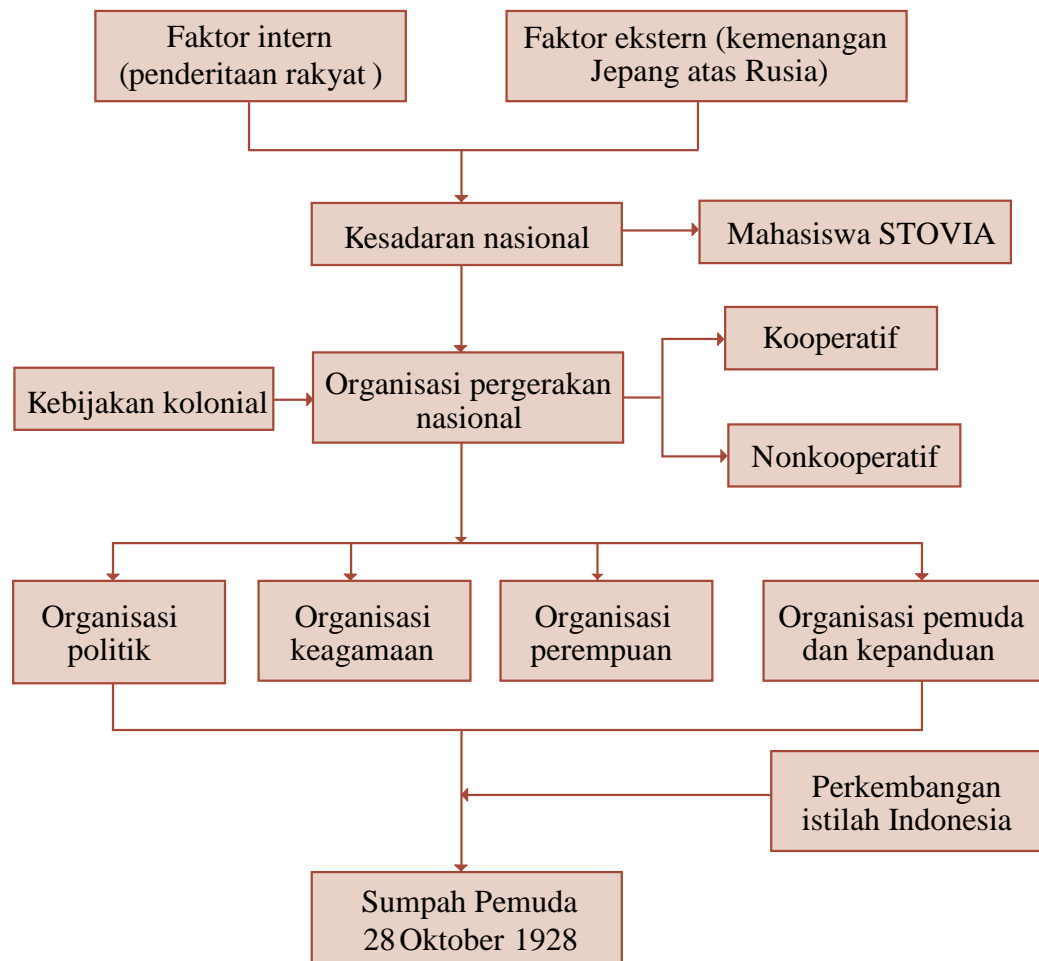 Faktor intern
(penderitaan rakyat )
Faktor ekstern (kemenangan
Jepang atas Rusia)
Kesadaran nasional
Mahasiswa STOVIA
Kooperatif
Kebijakan kolonial
Organisasi pergerakan
nasional
Nonkooperatif
Organisasi
politik
Organisasi
keagamaan
Organisasi
perempuan
Organisasi pemuda
dan kepanduan
Perkembangan
istilah Indonesia
Sumpah Pemuda
28 Oktober 1928